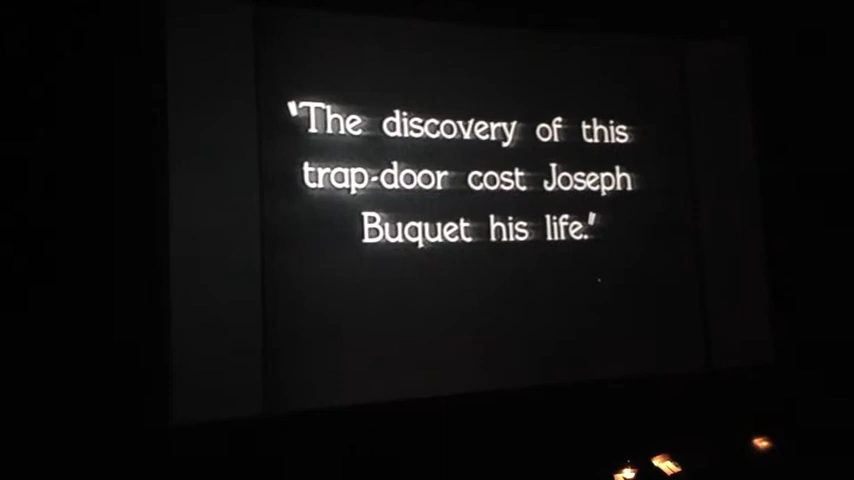 "The discovery of this
trap-door cost Joseph
Buquet his life."